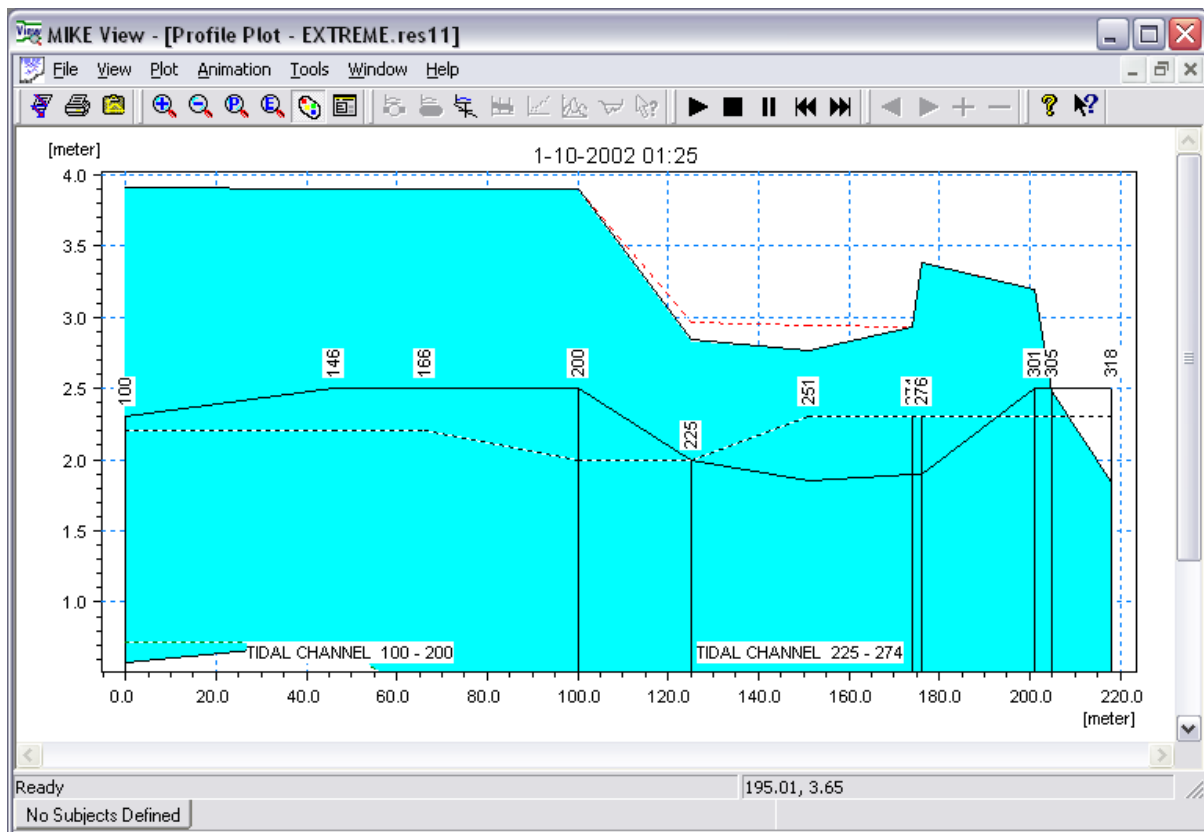 MIKE View - [Profile Plot - EXTREME.res11]
File View Plot Animation Tools Window Help
[meter]
1-10-2002 01:25
4.0
3.5
3.0
2.5
2.0
1.5
1.0
100
146
166
200
225
251
276
301
305
318
TIDAL CHANNEL 100 - 200
TIDAL CHANNEL 225 - 274
0.0 20.0 40.0 60.0 80.0 100.0 120.0 140.0 160.0 180.0 200.0 220.0
[meter]
Ready
195.01, 3.65
No Subjects Defined